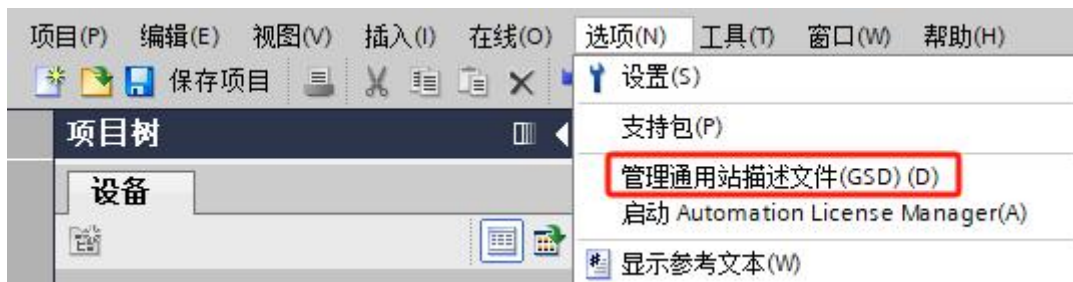 项目(P) 编辑(E) 视图(V) 插入(I) 在线(O) 选项(N) 工具(T) 窗口(W) 帮助(H)
保存项目
设置(S)
项目树
支持包(P)
设备
管理通用站描述文件(GSD) (D)
启动 Automation License Manager(A)
显示参考文本(W)